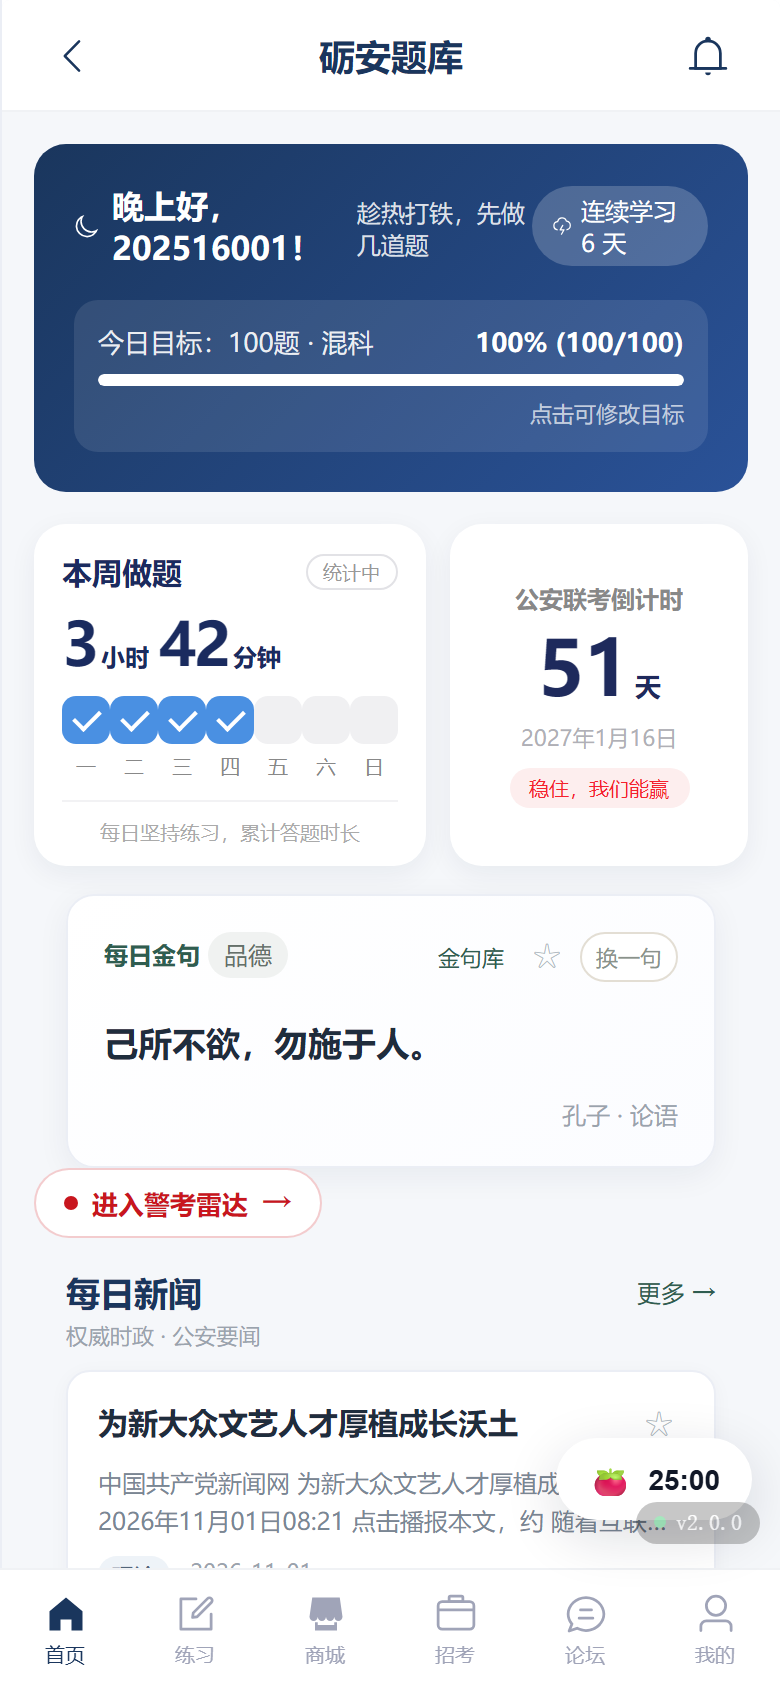 砺安题库
晚上好，
202516001！
趁热打铁，先做
几道题
连续学习
6 天
今日目标：100题 · 混科
100% (100/100)
点击可修改目标
本周做题
统计中
3小时 42分钟
一 二 三 四 五 六 日
每日坚持练习，累计答题时长
公安联考倒计时
51天
2027年1月16日
稳住，我们能赢
每日金句
品德
金句库
☆
换一句
己所不欲，勿施于人。
孔子 · 论语
进入警考雷达 →
每日新闻
更多 →
权威时政 · 公安要闻
为新大众文艺人才厚植成长沃土
☆
中国共产党新闻网 为新大众文艺人才厚植成
2026年11月01日08:21 点击播报本文，约 随着互联...
25:00
v2.0.0
2026-11-01
首页
练习
商城
招考
论坛
我的